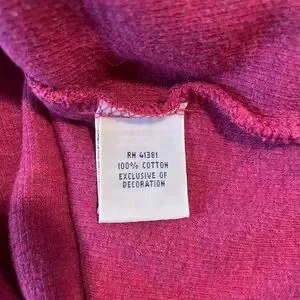 RN 41381
100% COTTON
EXCLUSIVE OF
DECORATION